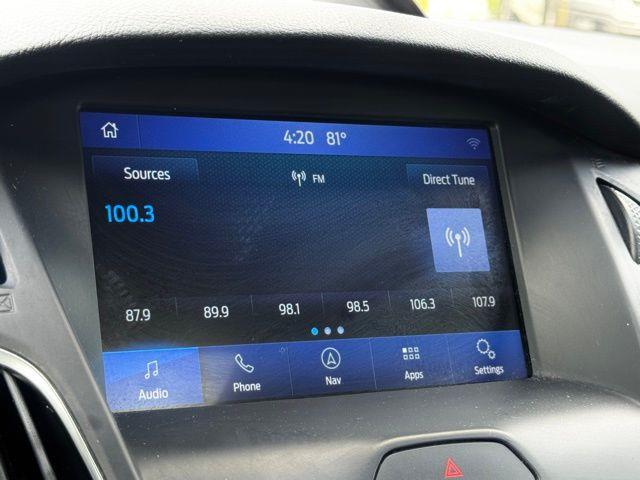 4:20 81°
Sources
FM
Direct Tune
100.3
87.9 89.9 98.1 98.5 106.3 107.9
Audio Phone Nav Apps Settings